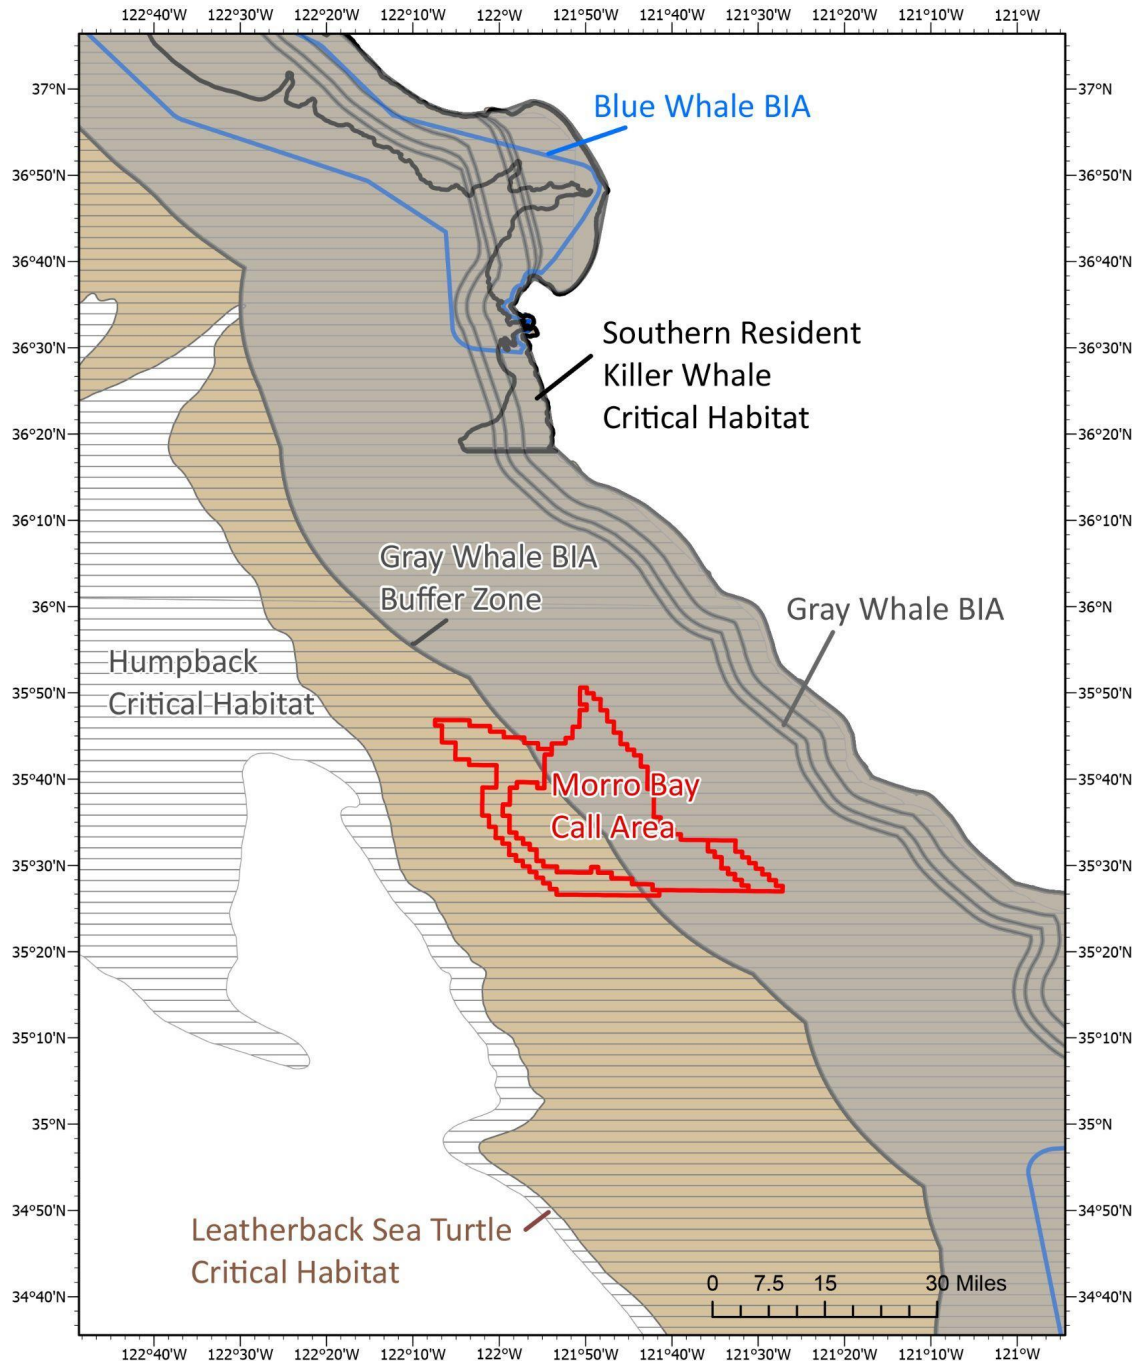 122°40'W 122°30'W 122°20'W 122°10'W 122°W 121°50'W 121°40'W 121°30'W 121°20'W 121°10'W 121°W
37°N 37°N
Blue Whale BIA
36°50'N 36°50'N
36°40'N 36°40'N
Southern Resident
36°30'N 36°30'N
Killer Whale
Critical Habitat
36°20'N 36°20'N
36°10'N 36°10'N
Gray Whale BIA
Buffer Zone
36°N 36°N
Gray Whale BIA
Humpback
Critical Habitat
35°50'N 35°50'N
35°40'N 35°40'N
Morro Bay
Call Area
35°30'N 35°30'N
35°20'N 35°20'N
35°10'N 35°10'N
35°N 35°N
34°50'N 34°50'N
Leatherback Sea Turtle
Critical Habitat
0 7.5 15 30 Miles
34°40'N 34°40'N
122°40'W 122°30'W 122°20'W 122°10'W 122°W 121°50'W 121°40'W 121°30'W 121°20'W 121°10'W 121°W